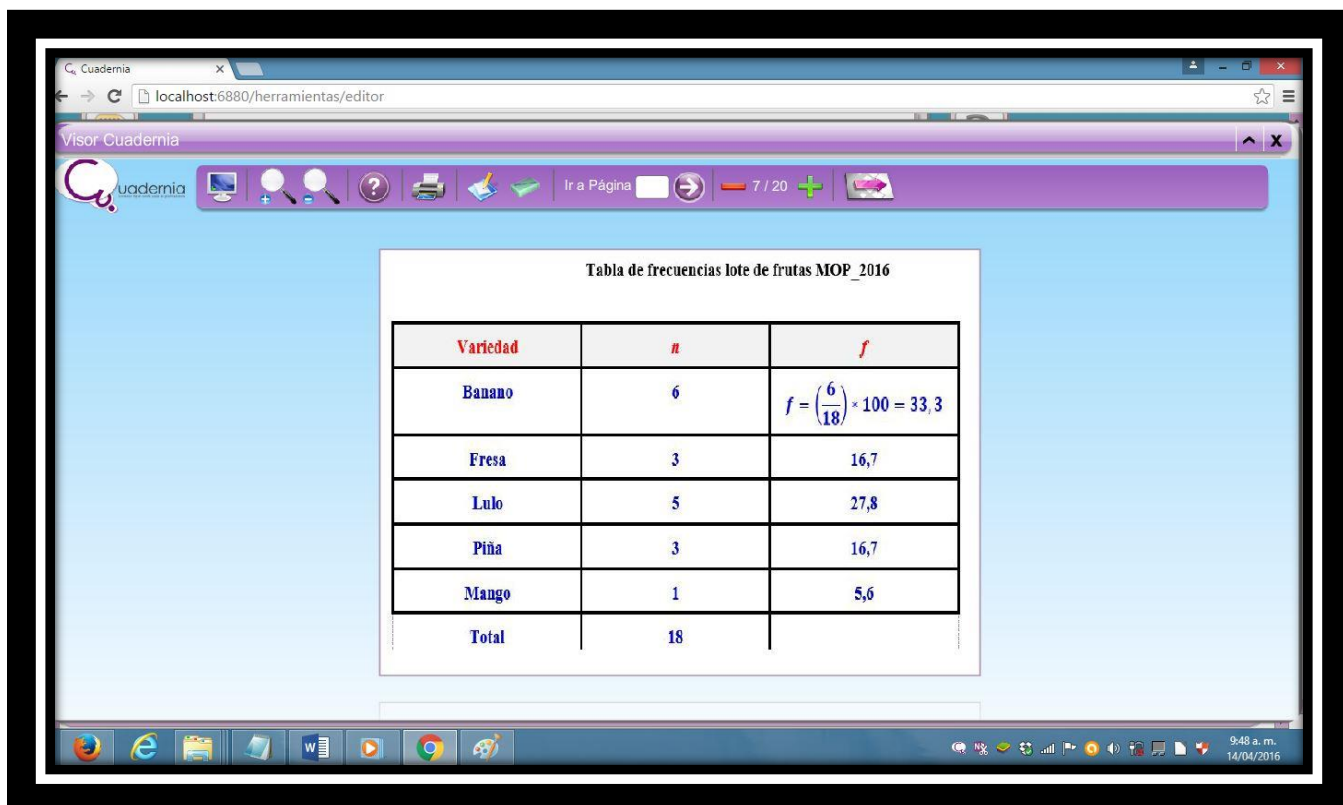 Cuadernia
localhost:6880/herramientas/editor
Visor Cuadernia
Cuadernia
Ir a Página
7 / 20
Tabla de frecuencias lote de frutas MOP_2016
Variedad n f
Banano 6 f = (6/18) * 100 = 33,3
Fresa 3 16,7
Lulo 5 27,8
Piña 3 16,7
Mango 1 5,6
Total 18
9:48 a. m.
14/04/2016